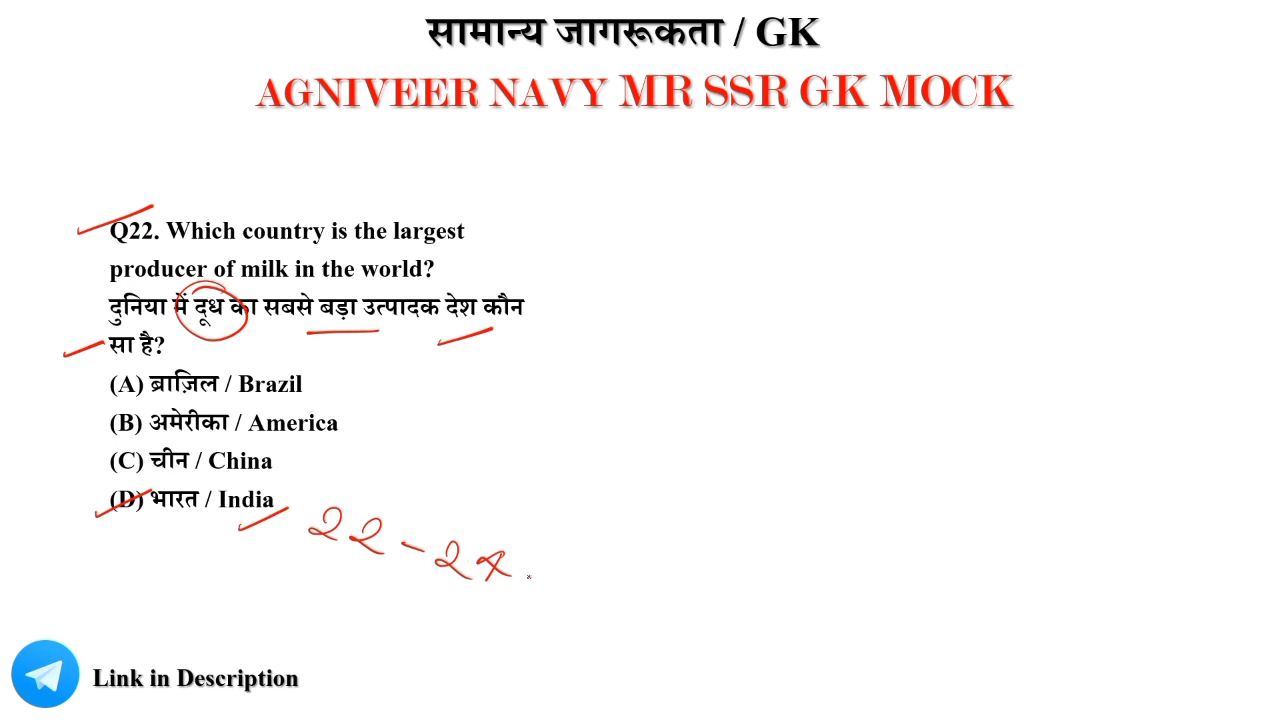 सामान्य जागरूकता / GK
AGNIVEER NAVY MR SSR GK MOCK
Q22. Which country is the largest
producer of milk in the world?
दुनिया में दूध का सबसे बड़ा उत्पादक देश कौन
सा है?
(A) ब्राज़िल / Brazil
(B) अमेरीका / America
(C) चीन / China
(D) भारत / India
22-24
Link in Description